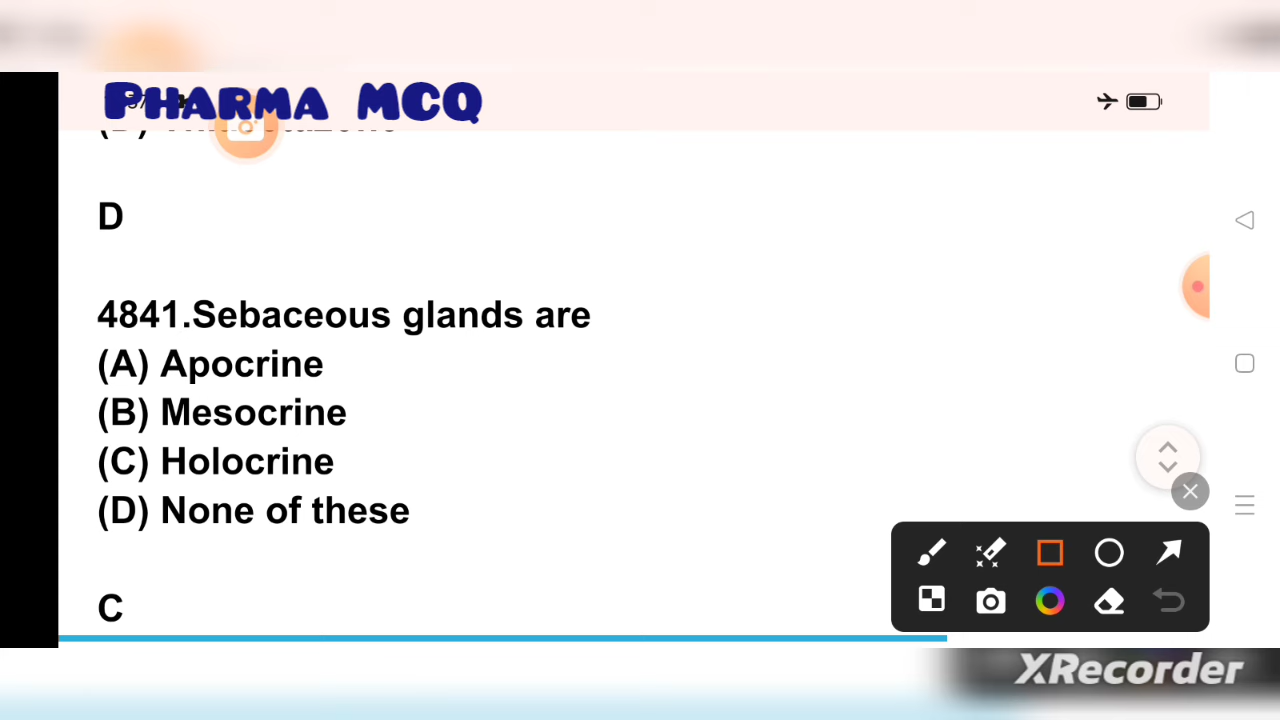 PHARMA MCQ
D
4841.Sebaceous glands are
(A) Apocrine
(B) Mesocrine
(C) Holocrine
(D) None of these
C
XRecorder